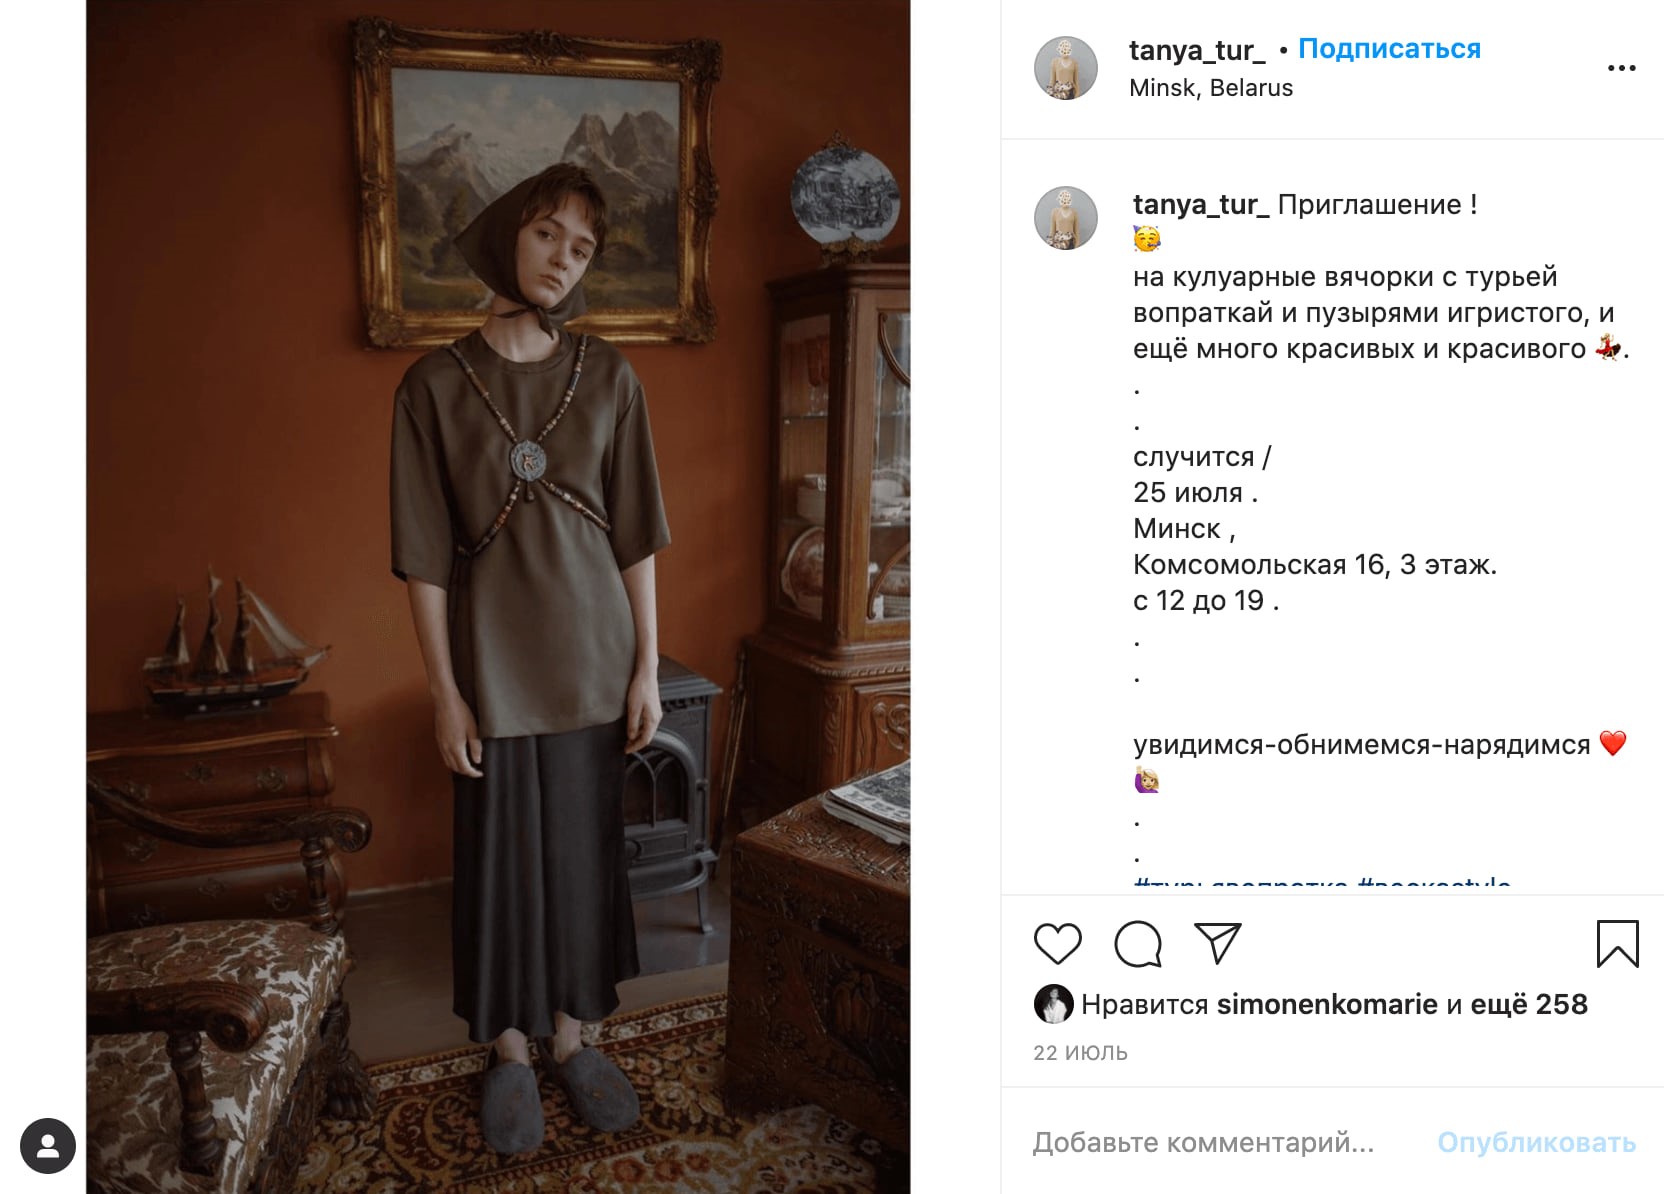 tanya_tur_ • Подписаться
Minsk, Belarus
tanya_tur_ Приглашение !
🥳
на кулуарные вячорки с турьей
вопраткай и пузырями игристого, и
ещё много красивых и красивого 💃.
.
.
случится /
25 июля .
Минск ,
Комсомольская 16, 3 этаж.
с 12 до 19 .
.
.
увидимся-обнимемся-нарядимся ❤️
🙋🏼‍♀️
.
.
Нравится simonenkomarie и ещё 258
22 ИЮЛЬ
Добавьте комментарий... Опубликовать